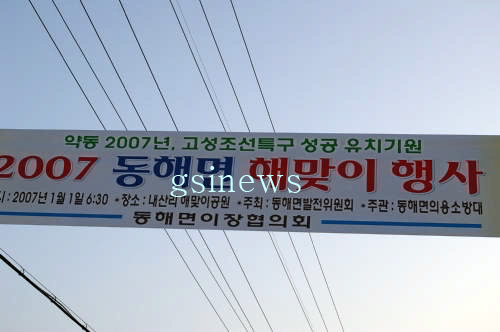 약동 2007년, 고성조선특구 성공 유치기원
2007 동해면 해맞이 행사
: 2007년 1월 1일 6:30 • 장소 : 내산리 해맞이공원 • 주최 : 동해면발전위원회 • 주관 : 동해면의용소방대
동해면이장협의회
gsinews